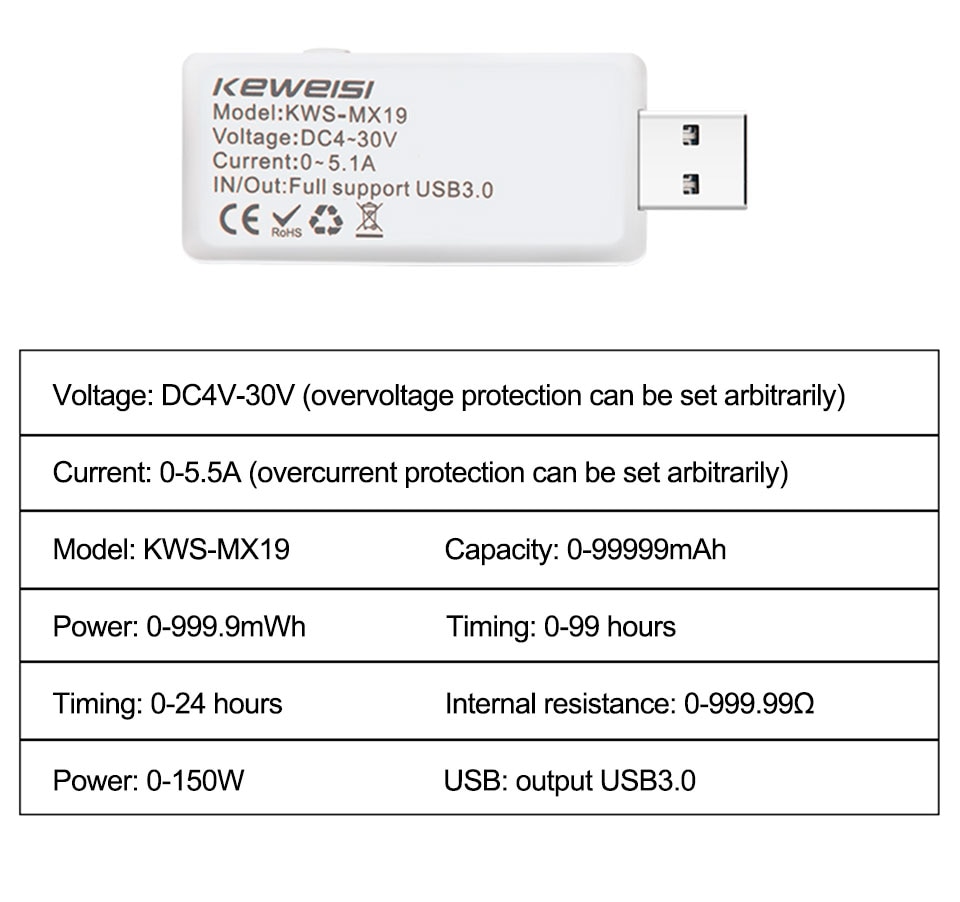 KEWEISI
Model:KWS-MX19
Voltage:DC4~30V
Current:0~5.1A
IN/Out:Full support USB3.0
CE RoHS
Voltage: DC4V-30V (overvoltage protection can be set arbitrarily)
Current: 0-5.5A (overcurrent protection can be set arbitrarily)
Model: KWS-MX19 Capacity: 0-99999mAh
Power: 0-999.9mWh Timing: 0-99 hours
Timing: 0-24 hours Internal resistance: 0-999.99Ω
Power: 0-150W USB: output USB3.0